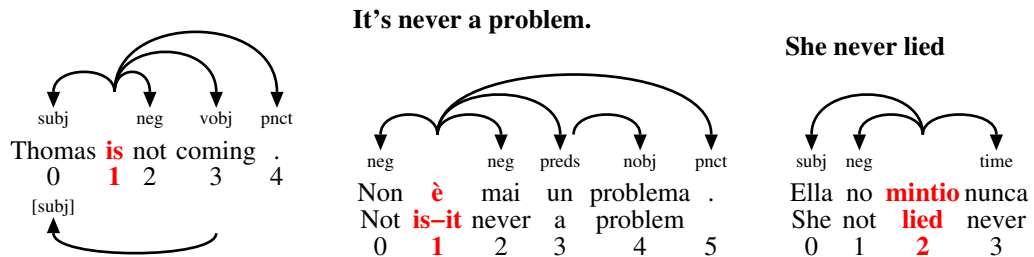 subj neg vobj pnct
Thomas is not coming .
0 1 2 3 4
[subj]
It's never a problem.
neg neg preds nobj pnct
Non è mai un problema .
Not is–it never a problem
0 1 2 3 4 5
She never lied
subj neg time
Ella no mintio nunca
She not lied never
0 1 2 3